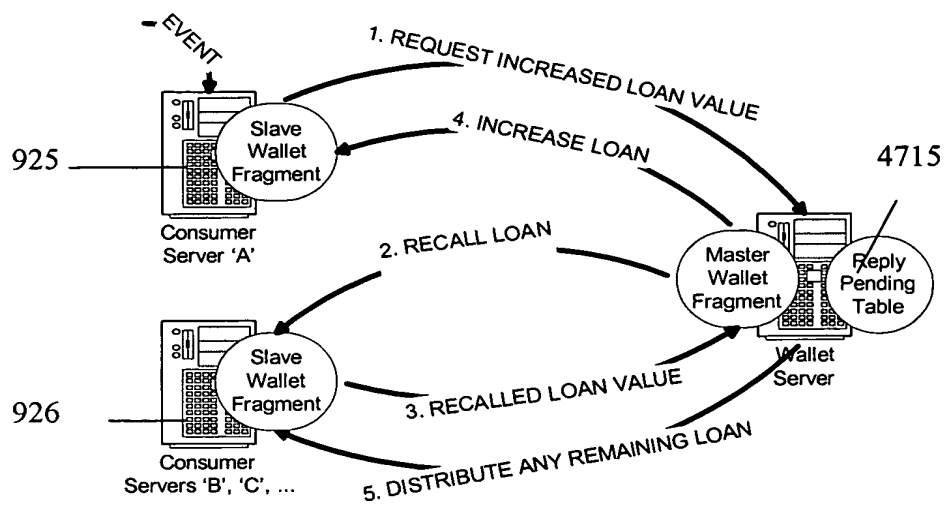 EVENT
1. REQUEST INCREASED LOAN VALUE
4. INCREASE LOAN
925
4715
Slave
Wallet
Fragment
Consumer
Server 'A'
2. RECALL LOAN
Master
Wallet
Fragment
Reply
Pending
Table
Wallet
Server
Slave
Wallet
Fragment
3. RECALLED LOAN VALUE
926
5. DISTRIBUTE ANY REMAINING LOAN
Consumer
Servers 'B', 'C', ...